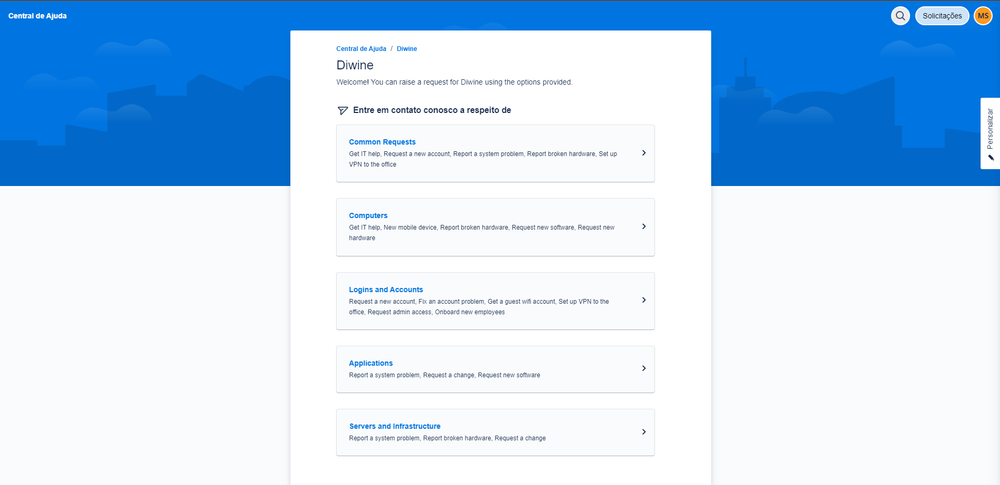 Central de Ajuda
Solicitações
MS
Central de Ajuda / Diwine
Diwine
Welcome! You can raise a request for Diwine using the options provided.
Entre em contato conosco a respeito de
Common Requests
Get IT help, Request a new account, Report a system problem, Report broken hardware, Set up
VPN to the office
Computers
Get IT help, New mobile device, Report broken hardware, Request new software, Request new
hardware
Logins and Accounts
Request a new account, Fix an account problem, Get a guest wifi account, Set up VPN to the
office, Request admin access, Onboard new employees
Applications
Report a system problem, Request a change, Request new software
Servers and Infrastructure
Report a system problem, Report broken hardware, Request a change
Personalizar